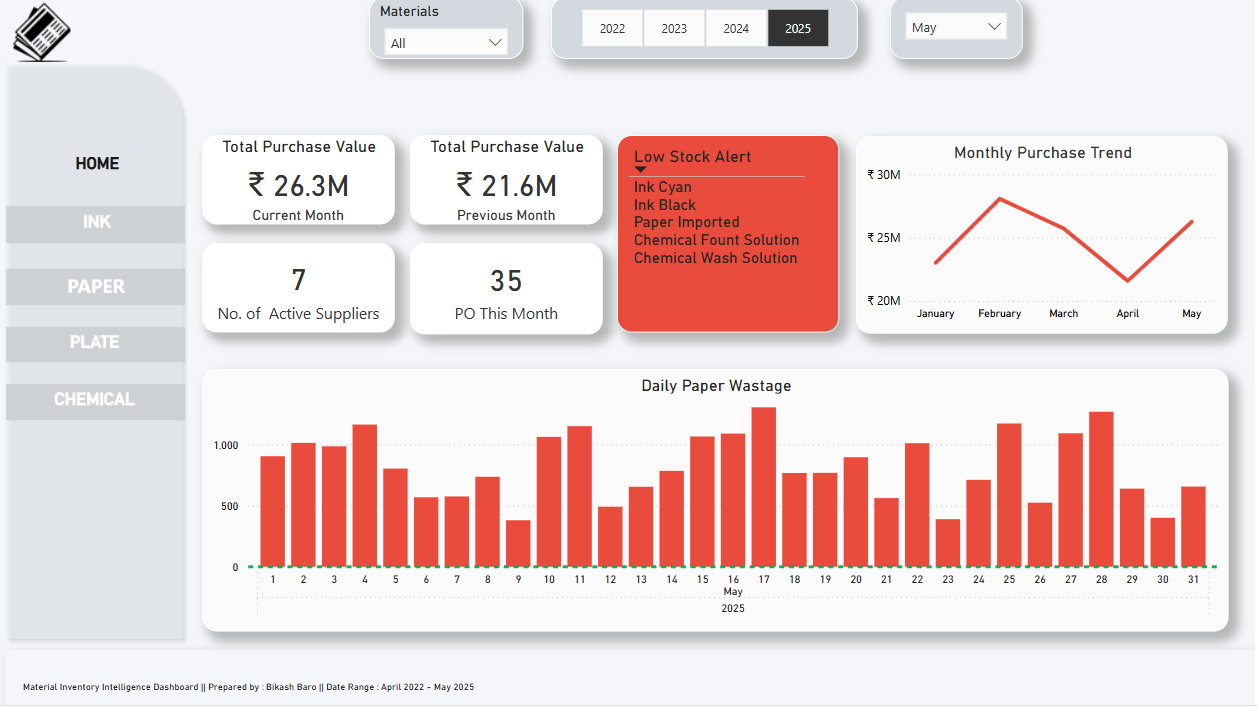 Materials
All
2022 2023 2024 2025
May
HOME
INK
PAPER
PLATE
CHEMICAL
Total Purchase Value
₹ 26.3M
Current Month
Total Purchase Value
₹ 21.6M
Previous Month
7
No. of Active Suppliers
35
PO This Month
Low Stock Alert
Ink Cyan
Ink Black
Paper Imported
Chemical Fount Solution
Chemical Wash Solution
Monthly Purchase Trend
₹ 30M
₹ 25M
₹ 20M
January February March April May
Daily Paper Wastage
1,000
500
0
1 2 3 4 5 6 7 8 9 10 11 12 13 14 15 16 17 18 19 20 21 22 23 24 25 26 27 28 29 30 31
May
2025
Material Inventory Intelligence Dashboard || Prepared by : Bikash Baro || Date Range : April 2022 - May 2025